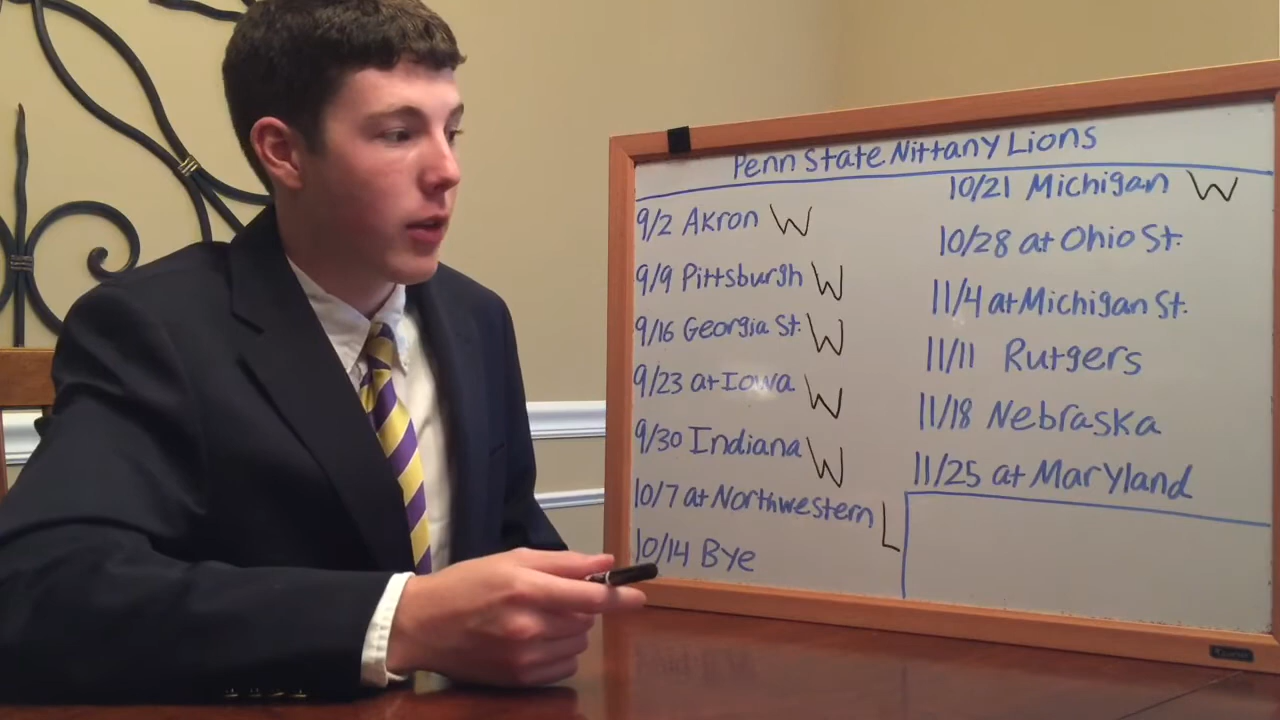 Penn State Nittany Lions
9/2 Akron W
9/9 Pittsburgh W
9/16 Georgia St. W
9/23 at Iowa W
9/30 Indiana W
10/7 at Northwestern L
10/14 Bye
10/21 Michigan W
10/28 at Ohio St.
11/4 at Michigan St.
11/11 Rutgers
11/18 Nebraska
11/25 at Maryland